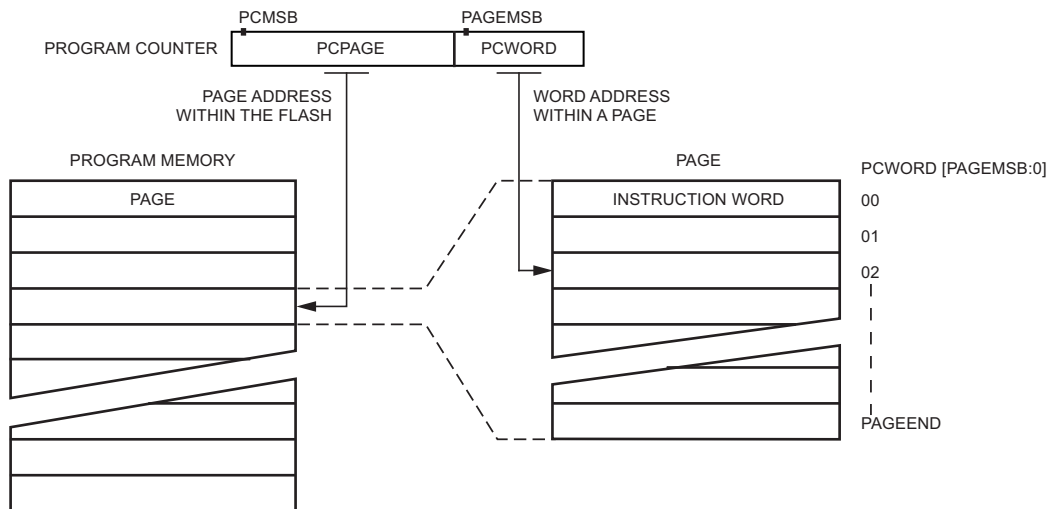 PCMSB
PAGEMSB
PROGRAM COUNTER
PCPAGE
PCWORD
PAGE ADDRESS
WITHIN THE FLASH
WORD ADDRESS
WITHIN A PAGE
PROGRAM MEMORY
PAGE
PCWORD [PAGEMSB:0]
PAGE
INSTRUCTION WORD
00
01
02
PAGEEND